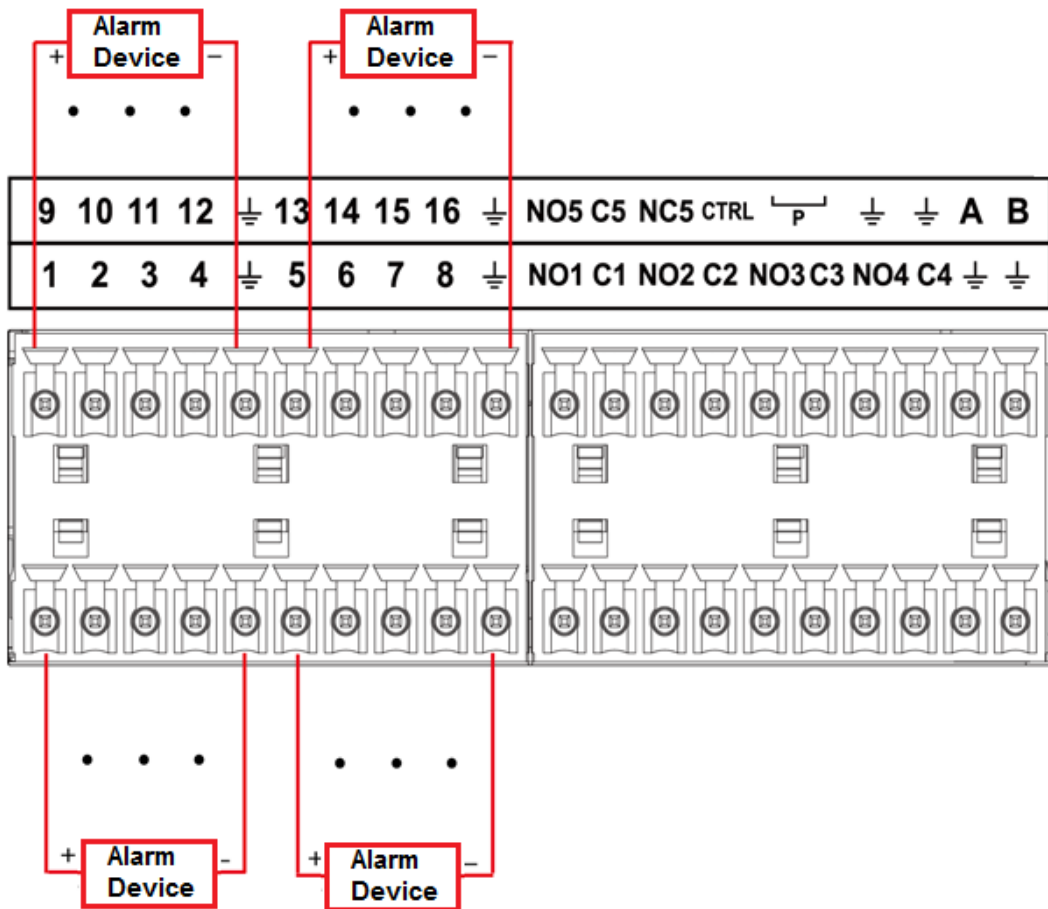 Alarm
Device
Alarm
Device
+ − + −
9 10 11 12 ⏚ 13 14 15 16 ⏚ NO5 C5 NC5 CTRL P ⏚ ⏚ A B
1 2 3 4 ⏚ 5 6 7 8 ⏚ NO1 C1 NO2 C2 NO3 C3 NO4 C4 ⏚ ⏚
+ - + −
Alarm
Device
Alarm
Device